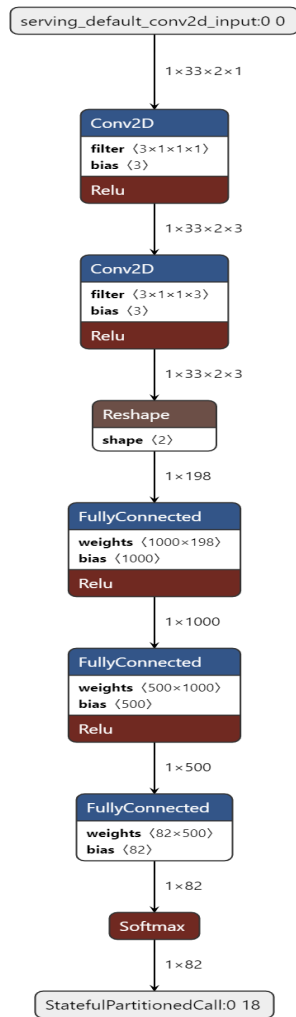 serving_default_conv2d_input:0 0
1×33×2×1
Conv2D
filter ⟨3×1×1×1⟩
bias ⟨3⟩
Relu
1×33×2×3
Conv2D
filter ⟨3×1×1×3⟩
bias ⟨3⟩
Relu
1×33×2×3
Reshape
shape ⟨2⟩
1×198
FullyConnected
weights ⟨1000×198⟩
bias ⟨1000⟩
Relu
1×1000
FullyConnected
weights ⟨500×1000⟩
bias ⟨500⟩
Relu
1×500
FullyConnected
weights ⟨82×500⟩
bias ⟨82⟩
1×82
Softmax
1×82
StatefulPartitionedCall:0 18